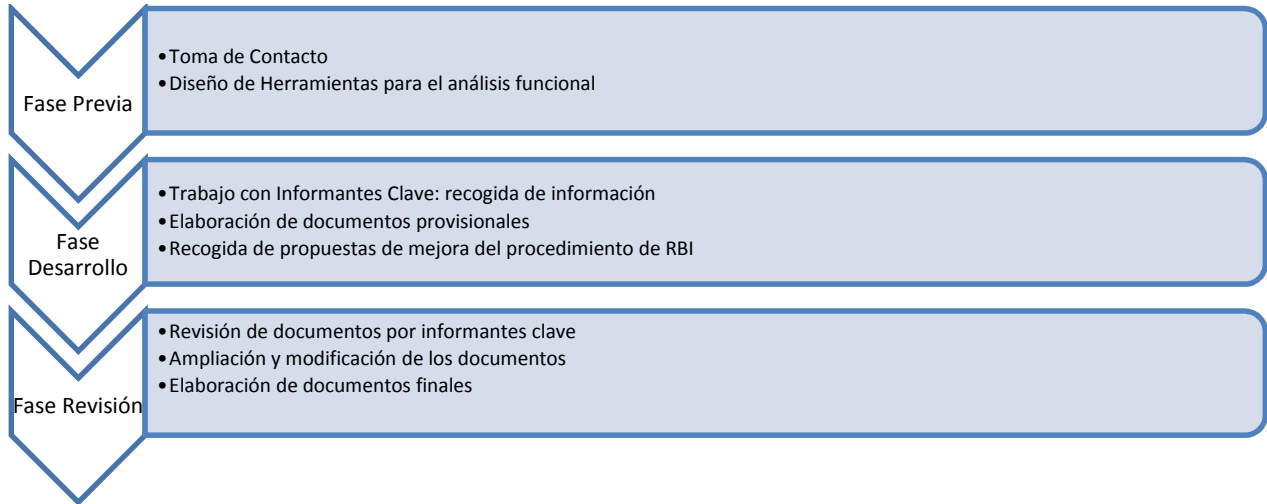 Fase Previa
•Toma de Contacto
•Diseño de Herramientas para el análisis funcional
Fase
Desarrollo
•Trabajo con Informantes Clave: recogida de información
•Elaboración de documentos provisionales
•Recogida de propuestas de mejora del procedimiento de RBI
Fase Revisión
•Revisión de documentos por informantes clave
•Ampliación y modificación de los documentos
•Elaboración de documentos finales